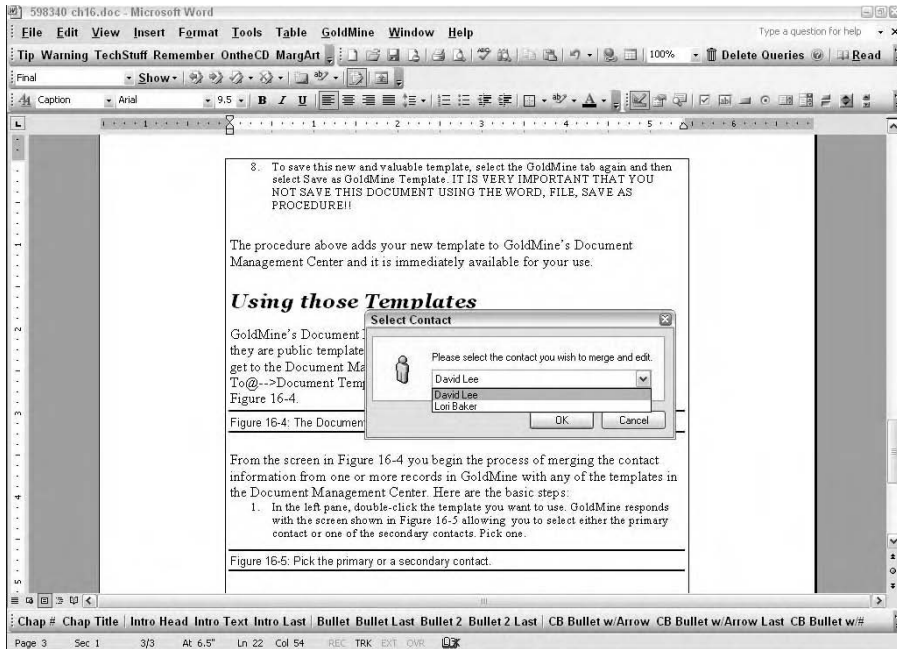 598340 ch16.doc - Microsoft Word
File Edit View Insert Format Tools Table GoldMine Window Help
Type a question for help
Tip Warning TechStuff Remember OntheCD MargArt
100%
Delete Queries
Read
Final
Show
Caption
Arial
9.5
B I U
8. To save this new and valuable template, select the GoldMine tab again and then
select Save as GoldMine Template. IT IS VERY IMPORTANT THAT YOU
NOT SAVE THIS DOCUMENT USING THE WORD, FILE, SAVE AS
PROCEDURE!!
The procedure above adds your new template to GoldMine's Document
Management Center and it is immediately available for your use.
Using those Templates
GoldMine's Document
they are public template
get to the Document Ma
To@-->Document Temp
Figure 16-4.
Figure 16-4: The Documen
Select Contact
Please select the contact you wish to merge and edit.
David Lee
David Lee
Lori Baker
OK
Cancel
From the screen in Figure 16-4 you begin the process of merging the contact
information from one or more records in GoldMine with any of the templates in
the Document Management Center. Here are the basic steps:
1. In the left pane, double-click the template you want to use. GoldMine responds
with the screen shown in Figure 16-5 allowing you to select either the primary
contact or one of the secondary contacts. Pick one.
Figure 16-5: Pick the primary or a secondary contact.
Chap # Chap Title Intro Head Intro Text Intro Last Bullet Bullet Last Bullet 2 Bullet 2 Last CB Bullet w/Arrow CB Bullet w/Arrow Last CB Bullet w/#
Page 3 Sec 1 3/3 At 6.5" Ln 22 Col 54 REC TRK EXT OVR